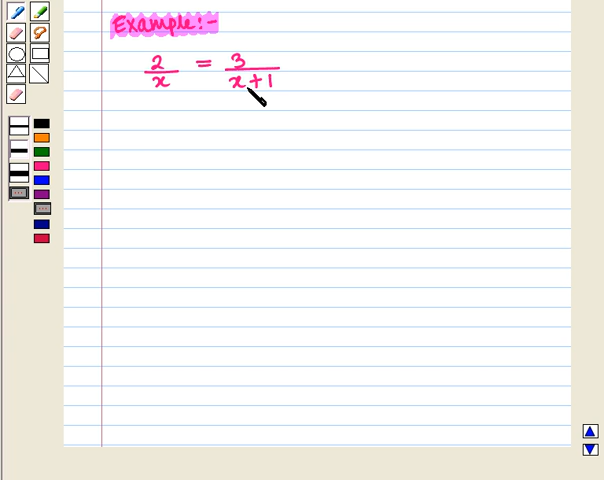 Example:-
2/x = 3/(x+1)